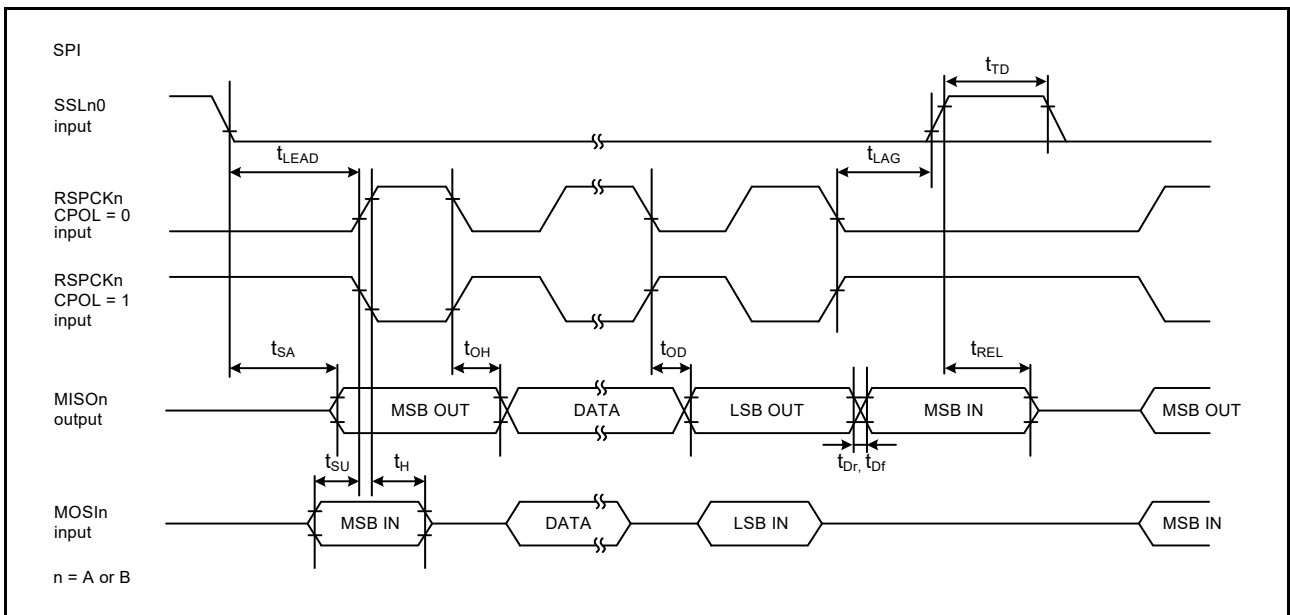 SPI
SSLn0
input
tTD
tLEAD
tLAG
RSPCKn
CPOL = 0
input
RSPCKn
CPOL = 1
input
tSA
tOH
tOD
tREL
MISOn
output
MSB OUT
DATA
LSB OUT
MSB IN
MSB OUT
tSU
tH
tDr, tDf
MOSIn
input
MSB IN
DATA
LSB IN
MSB IN
n = A or B